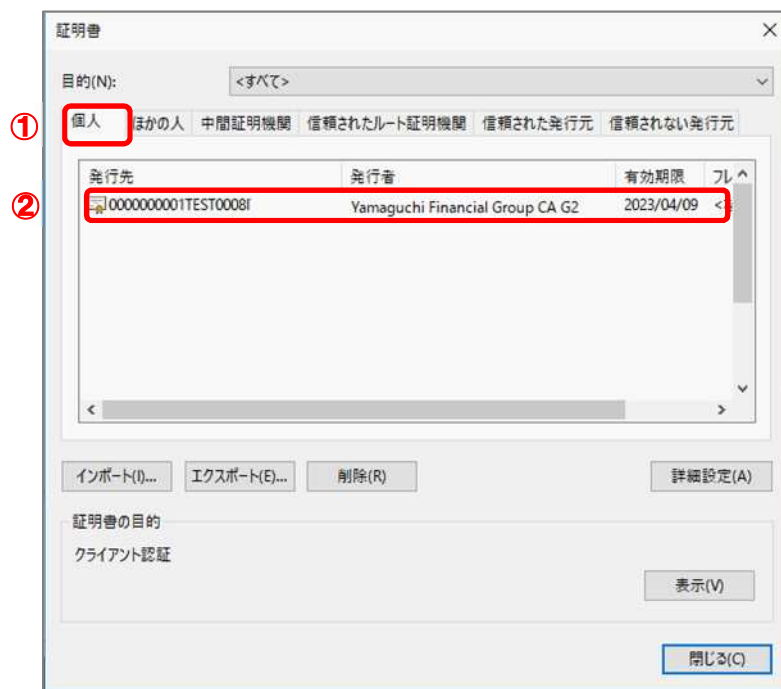 証明書
目的(N): <すべて>
① 個人 ほかの人 中間証明機関 信頼されたルート証明機関 信頼された発行元 信頼されない発行元
発行先 発行者 有効期限 フレ
② 0000000001TEST0008 Yamaguchi Financial Group CA G2 2023/04/09
インポート(I)... エクスポート(E)... 削除(R) 詳細設定(A)
証明書の目的
クライアント認証
表示(V)
閉じる(C)